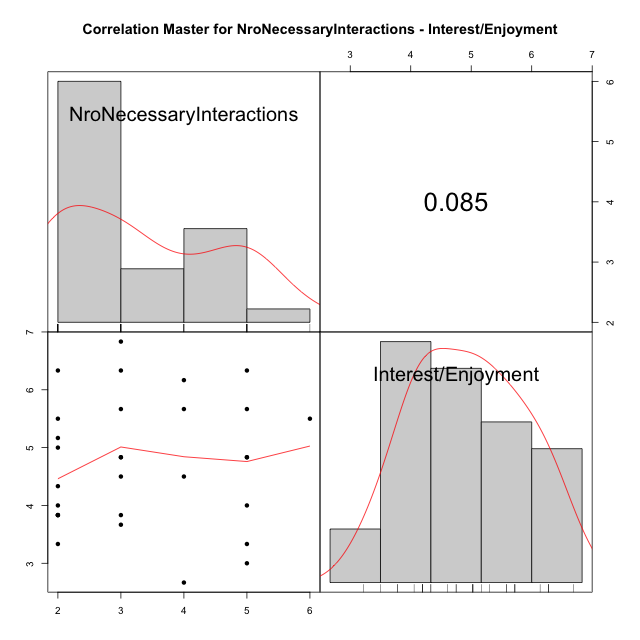 Correlation Master for NroNecessaryInteractions - Interest/Enjoyment
3 4 5 6 7
NroNecessaryInteractions
0.085
6
5
4
3
2
7
6
5
4
3
Interest/Enjoyment
2 3 4 5 6